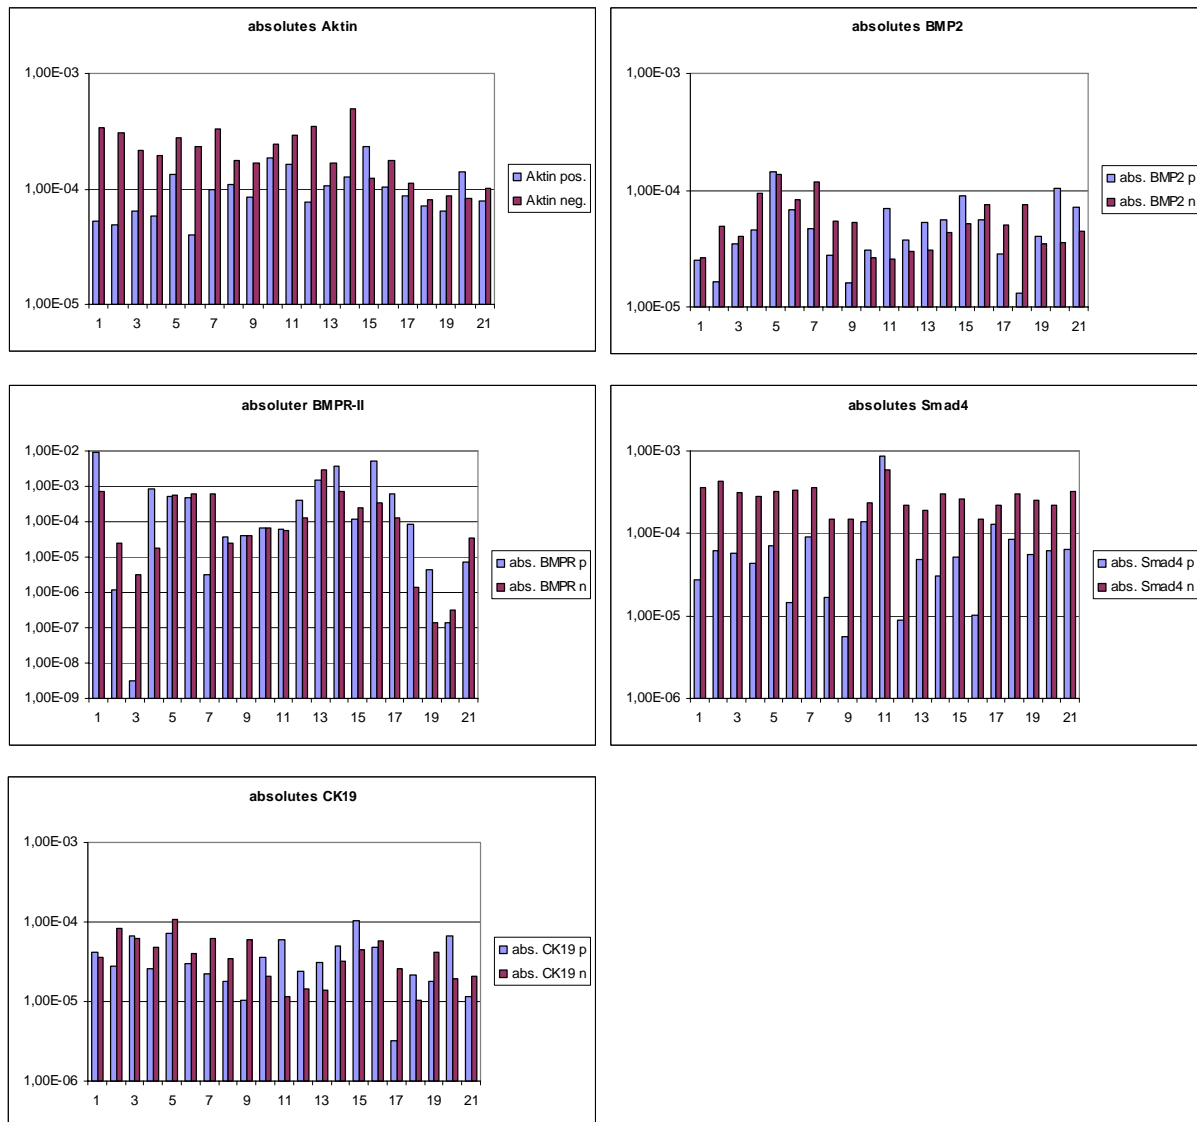 absolutes Aktin
1,00E-03
1,00E-04
1,00E-05
1 3 5 7 9 11 13 15 17 19 21
Aktin pos.
Aktin neg.
absolutes BMP2
1,00E-03
1,00E-04
1,00E-05
1 3 5 7 9 11 13 15 17 19 21
abs. BMP2 p
abs. BMP2 n
absoluter BMPR-II
1,00E-02
1,00E-03
1,00E-04
1,00E-05
1,00E-06
1,00E-07
1,00E-08
1,00E-09
1 3 5 7 9 11 13 15 17 19 21
abs. BMPR p
abs. BMPR n
absolutes Smad4
1,00E-03
1,00E-04
1,00E-05
1,00E-06
1 3 5 7 9 11 13 15 17 19 21
abs. Smad4 p
abs. Smad4 n
absolutes CK19
1,00E-03
1,00E-04
1,00E-05
1,00E-06
1 3 5 7 9 11 13 15 17 19 21
abs. CK19 p
abs. CK19 n